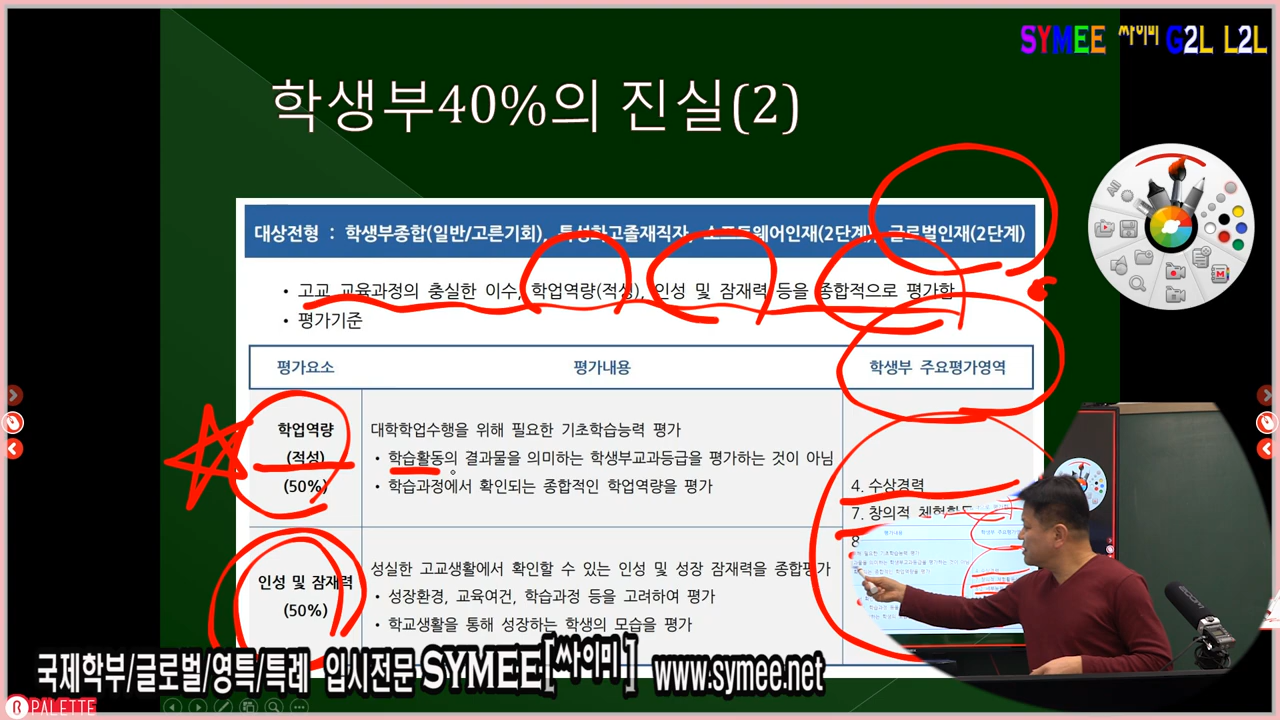 SYMEE 싸이미 G2L L2L
학생부40%의 진실(2)
대상전형 : 학생부종합(일반/고른기회), 특성화고졸재직자, 소프트웨어인재(2단계), 글로벌인재(2단계)
• 고교 교육과정의 충실한 이수, 학업역량(적성), 인성 및 잠재력 등을 종합적으로 평가함
• 평가기준
평가요소 평가내용 학생부 주요평가영역
학업역량
(적성)
(50%)
대학학업수행을 위해 필요한 기초학습능력 평가
• 학습활동의 결과물을 의미하는 학생부교과등급을 평가하는 것이 아님
• 학습과정에서 확인되는 종합적인 학업역량을 평가
4. 수상경력
7. 창의적 체험활동
8
인성 및 잠재력
(50%)
성실한 고교생활에서 확인할 수 있는 인성 및 성장 잠재력을 종합평가
• 성장환경, 교육여건, 학습과정 등을 고려하여 평가
• 학교생활을 통해 성장하는 학생의 모습을 평가
국제학부/글로벌/영특/특례 입시전문 SYMEE[싸이미] www.symee.net
PALETTE